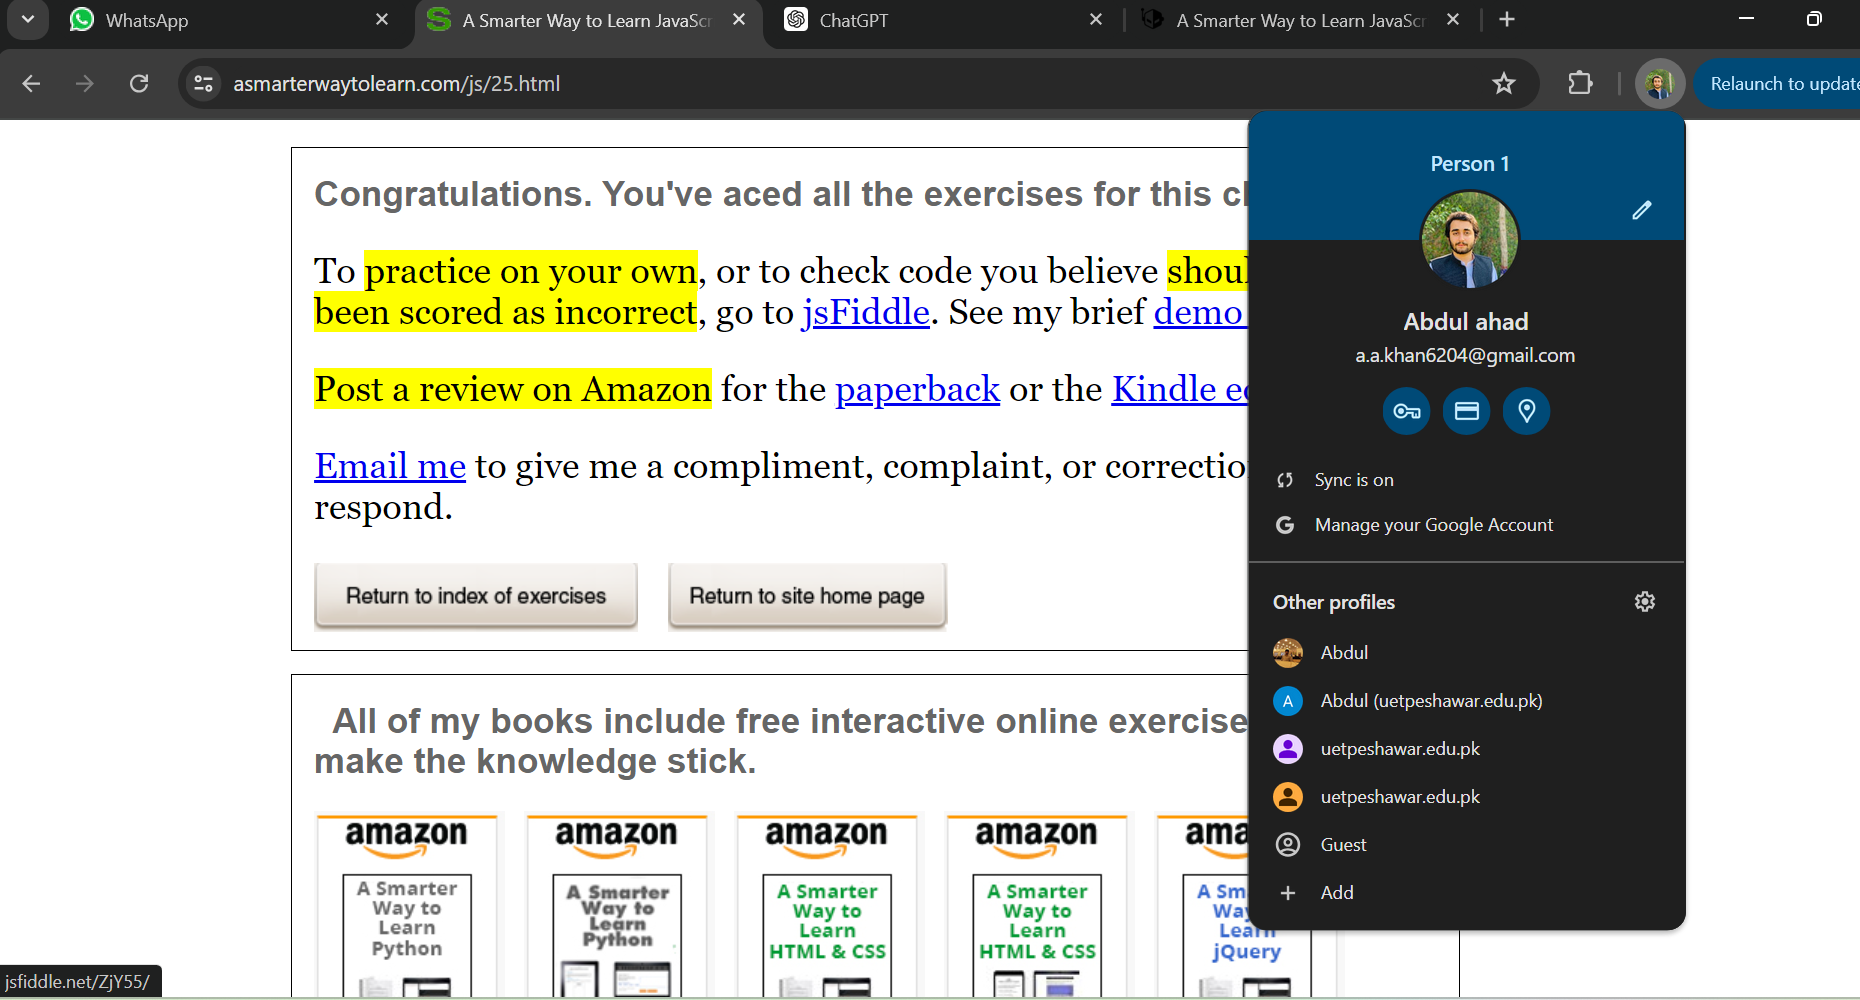 WhatsApp
A Smarter Way to Learn JavaScr
ChatGPT
A Smarter Way to Learn JavaScr
asmarterwaytolearn.com/js/25.html
Relaunch to update
Congratulations. You've aced all the exercises for this c
To practice on your own, or to check code you believe shoul
been scored as incorrect, go to jsFiddle. See my brief demo
Post a review on Amazon for the paperback or the Kindle e
Email me to give me a compliment, complaint, or correctio
respond.
Return to index of exercises
Return to site home page
All of my books include free interactive online exercise
make the knowledge stick.
amazon
A Smarter
Way to
Learn
Python
amazon
A Smarter
Way to
Learn
Python
amazon
A Smarter
Way to
Learn
HTML & CSS
amazon
A Smarter
Way to
Learn
HTML & CSS
ama
A Sm
Wa
Learn
jQuery
Person 1
Abdul ahad
a.a.khan6204@gmail.com
Sync is on
Manage your Google Account
Other profiles
Abdul
A
Abdul (uetpeshawar.edu.pk)
uetpeshawar.edu.pk
uetpeshawar.edu.pk
Guest
Add
jsfiddle.net/ZjY55/